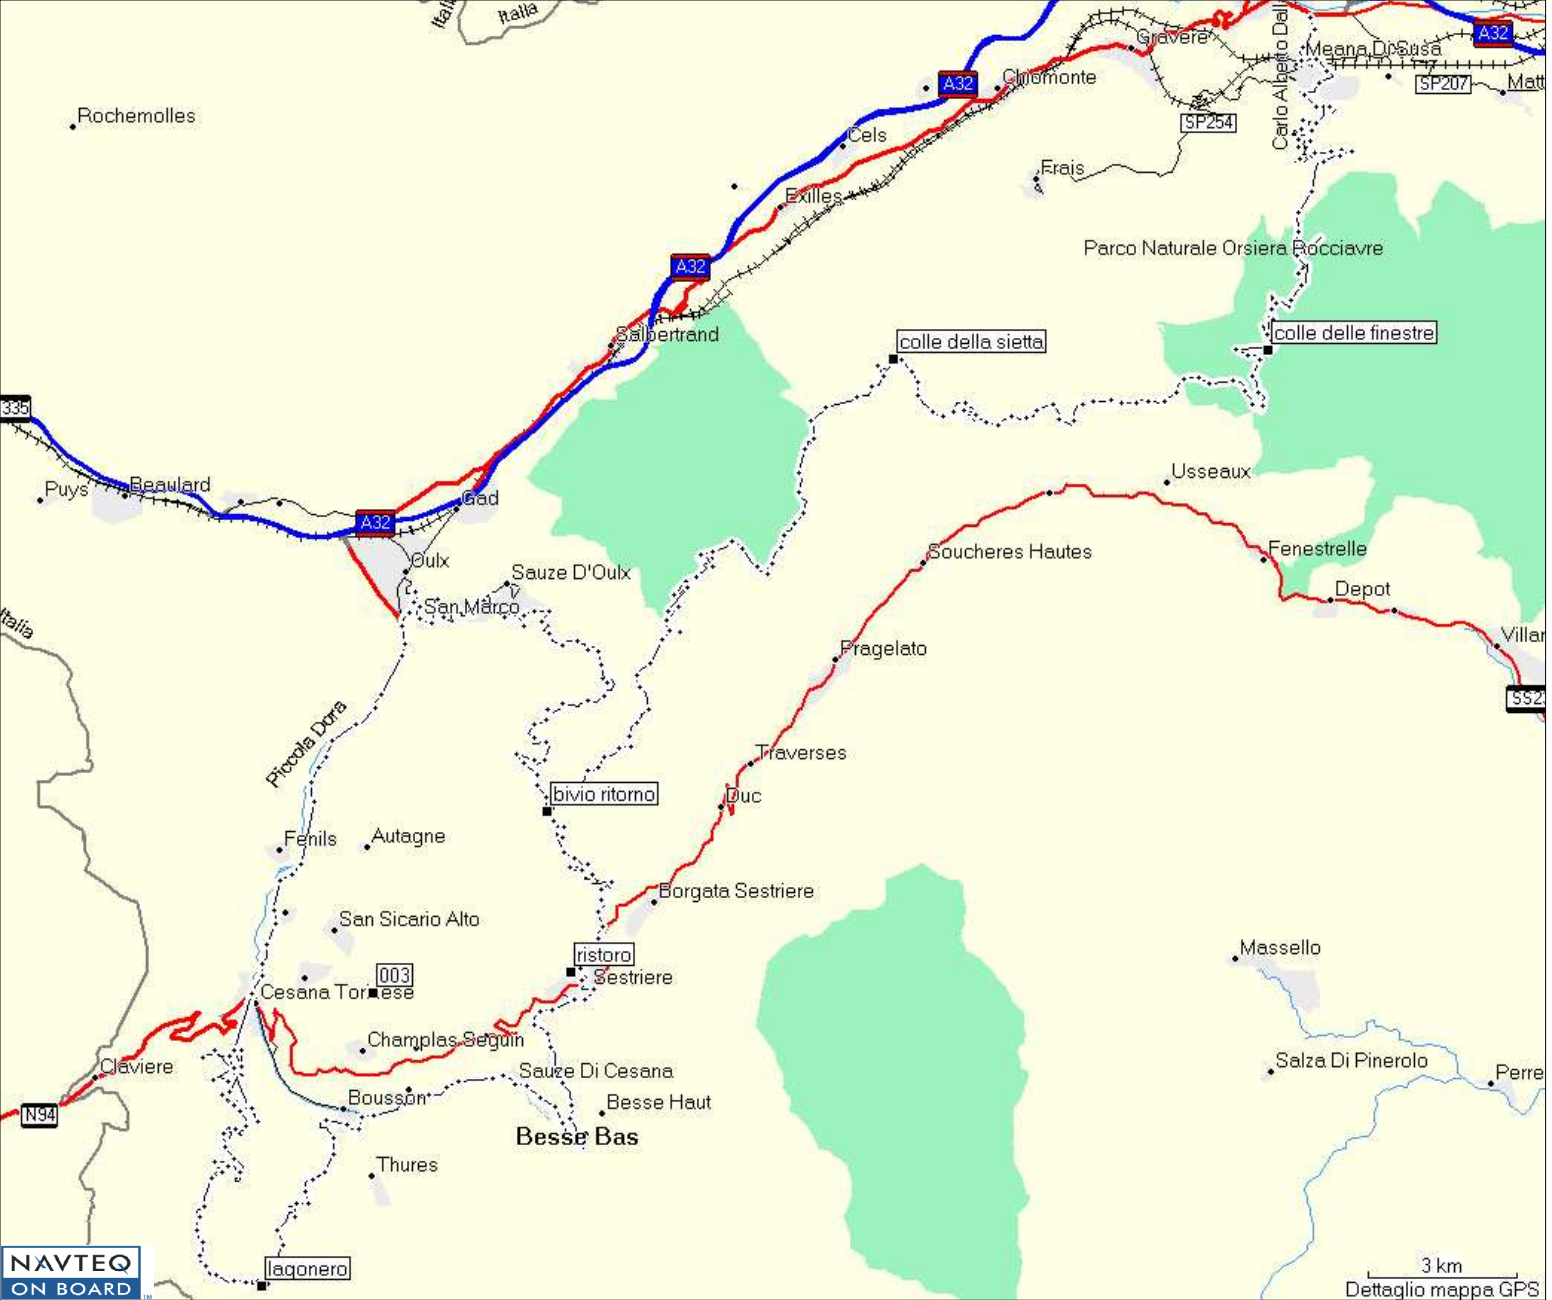 Italia
Italia
Gravere
A32
Carlo Alberto Dall
Meana Di Susa
A32
Chiomonte
SP207
Matt
Rochemolles
SP254
Cels
Frais
Exilles
Parco Naturale Orsiera Rocciavre
A32
Salbertrand
colle della sietta
colle delle finestre
335
Usseaux
Puys
Beaulard
Gad
A32
Soucheres Hautes
Fenestrelle
Oulx
Sauze D'Oulx
Depot
San Marco
Italia
Villar
Pragelato
SS23
Piccola Dora
Traverses
bivio ritorno
Duc
Fenils
Autagne
Borgata Sestriere
San Sicario Alto
Massello
ristoro
003
Sestriere
Cesana Torinese
Champlas Seguin
Claviere
Sauze Di Cesana
Salza Di Pinerolo
Perre
N94
Bousson
Besse Haut
Besse Bas
Thures
NAVTEQ
ON BOARD
TM
lagonero
3 km
Dettaglio mappa GPS